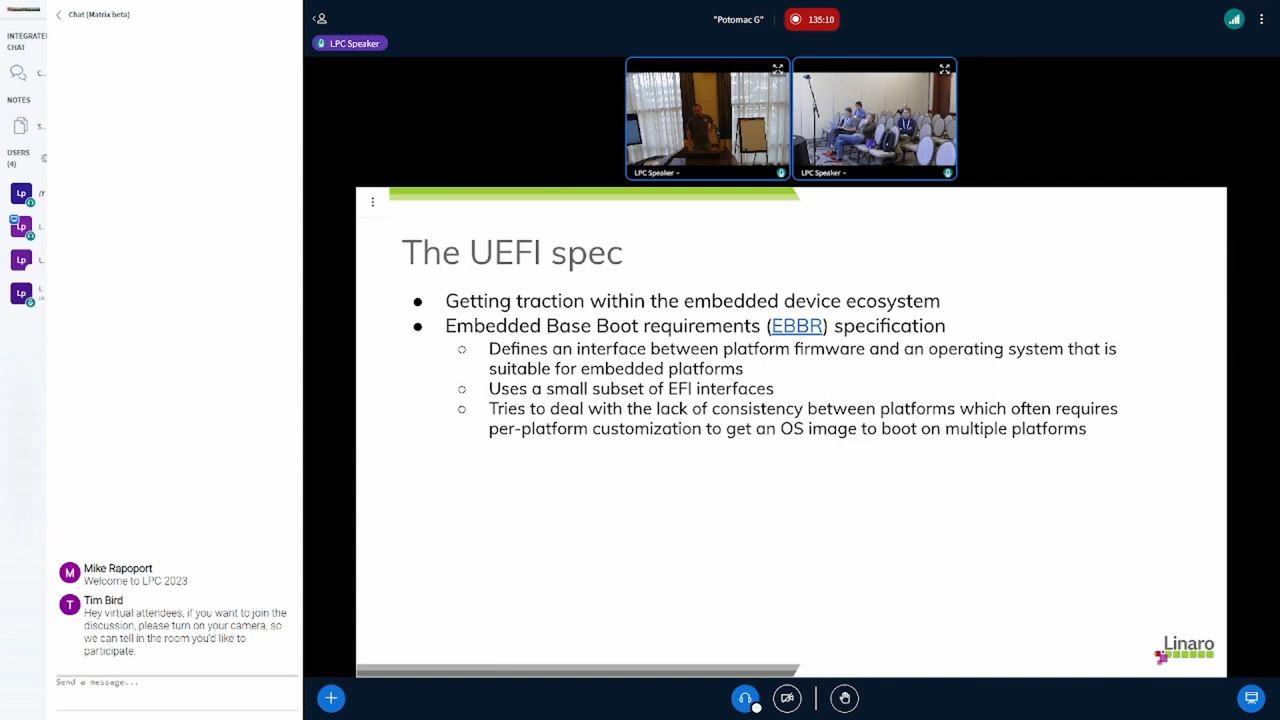 Chat [Matrix beta]
INTEGRATE
CHAT
C..
NOTES
S..
USERS
(4)
Lp
Lp
L.
Lp
L.
Lp
L.
M
Mike Rapoport
Welcome to LPC 2023
T
Tim Bird
Hey virtual attendees, if you want to join the
discussion, please turn on your camera, so
we can tell in the room you'd like to
participate.
Send a message...
"Potomac G"
135:10
LPC Speaker
LPC Speaker
LPC Speaker
The UEFI spec
● Getting traction within the embedded device ecosystem
● Embedded Base Boot requirements (EBBR) specification
○ Defines an interface between platform firmware and an operating system that is
suitable for embedded platforms
○ Uses a small subset of EFI interfaces
○ Tries to deal with the lack of consistency between platforms which often requires
per-platform customization to get an OS image to boot on multiple platforms
Linaro